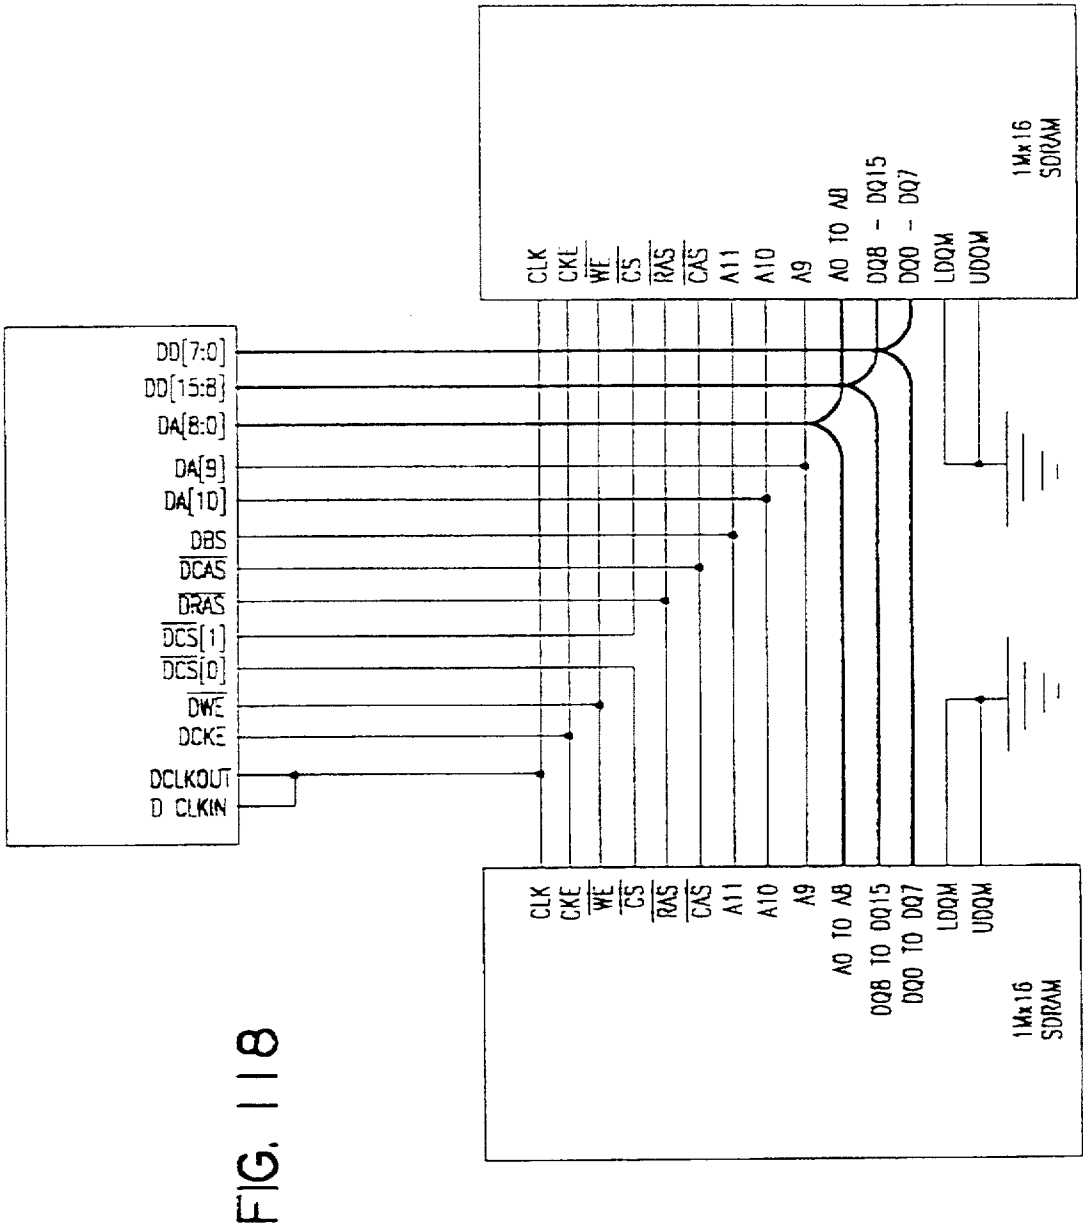 DD[7:0]
DD[15:8]
DA[8:0]
DA[9]
DA[10]
DBS
DCAS
DRAS
DCS[1]
DCS[0]
DWE
DCKE
DCLKOUT
D CLKIN
CLK
CKE
WE
CS
RAS
CAS
A11
A10
A9
A0 TO A8
DQ8 - DQ15
DQ0 - DQ7
LDQM
UDQM
1Mx16
SDRAM
CLK
CKE
WE
CS
RAS
CAS
A11
A10
A9
A0 TO A8
DQ8 TO DQ15
DQ0 TO DQ7
LDQM
UDQM
1Mx16
SDRAM
FIG. 118